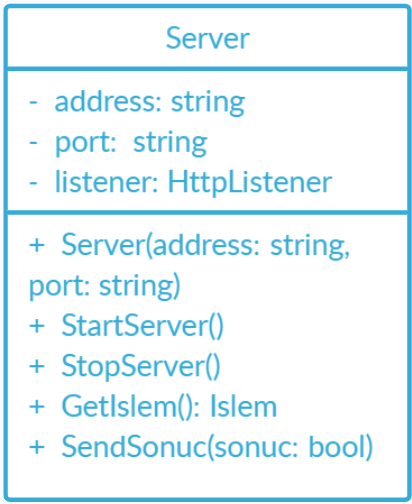 Server
- address: string
- port: string
- listener: HttpListener
+ Server(address: string,
port: string)
+ StartServer()
+ StopServer()
+ GetIslem(): Islem
+ SendSonuc(sonuc: bool)